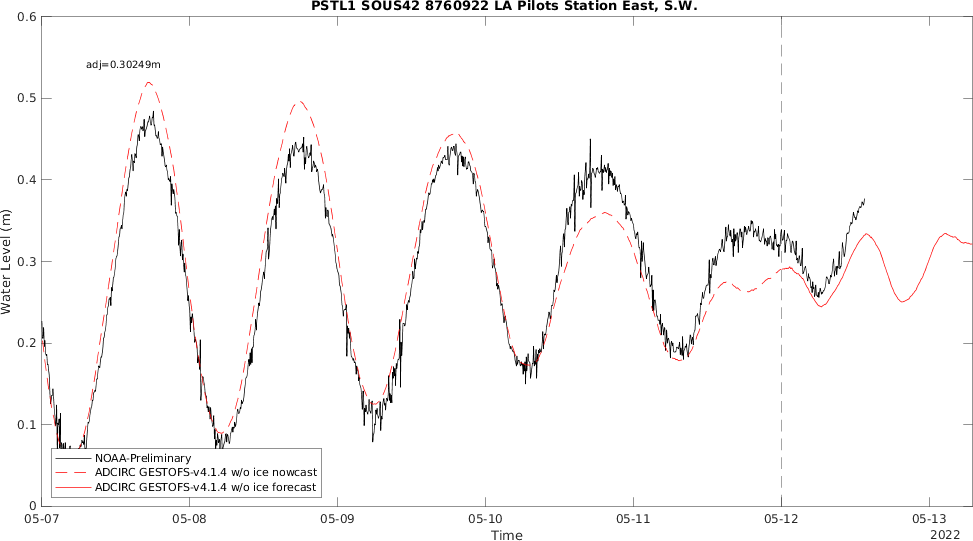 PSTL1 SOUS42 8760922 LA Pilots Station East, S.W.
adj=0.30249m
Water Level (m)
0.6
0.5
0.4
0.3
0.2
0.1
0
NOAA-Preliminary
ADCIRC GESTOFS-v4.1.4 w/o ice nowcast
ADCIRC GESTOFS-v4.1.4 w/o ice forecast
05-07 05-08 05-09 05-10 05-11 05-12 05-13
Time
2022